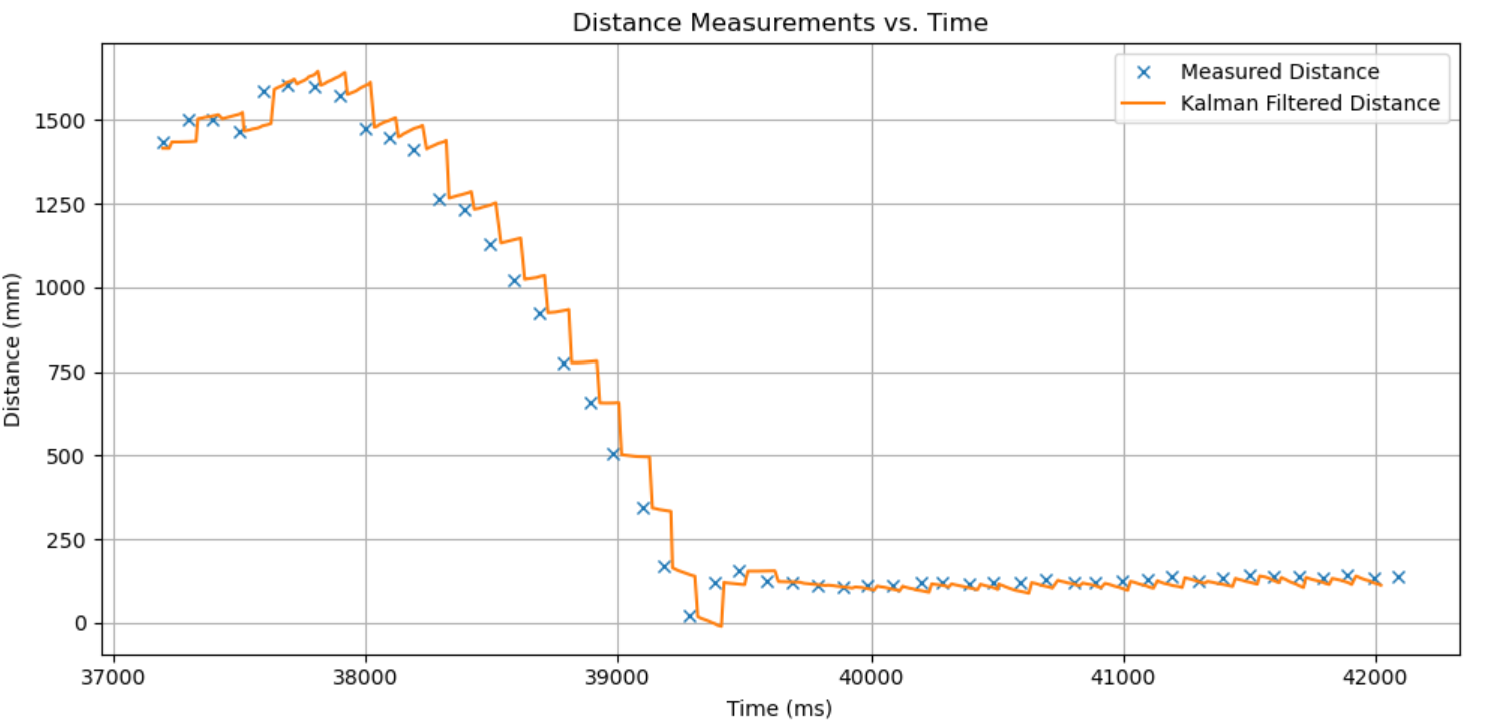 Distance Measurements vs. Time
Measured Distance
Kalman Filtered Distance
Distance (mm)
1500
1250
1000
750
500
250
0
37000
38000
39000
40000
41000
42000
Time (ms)